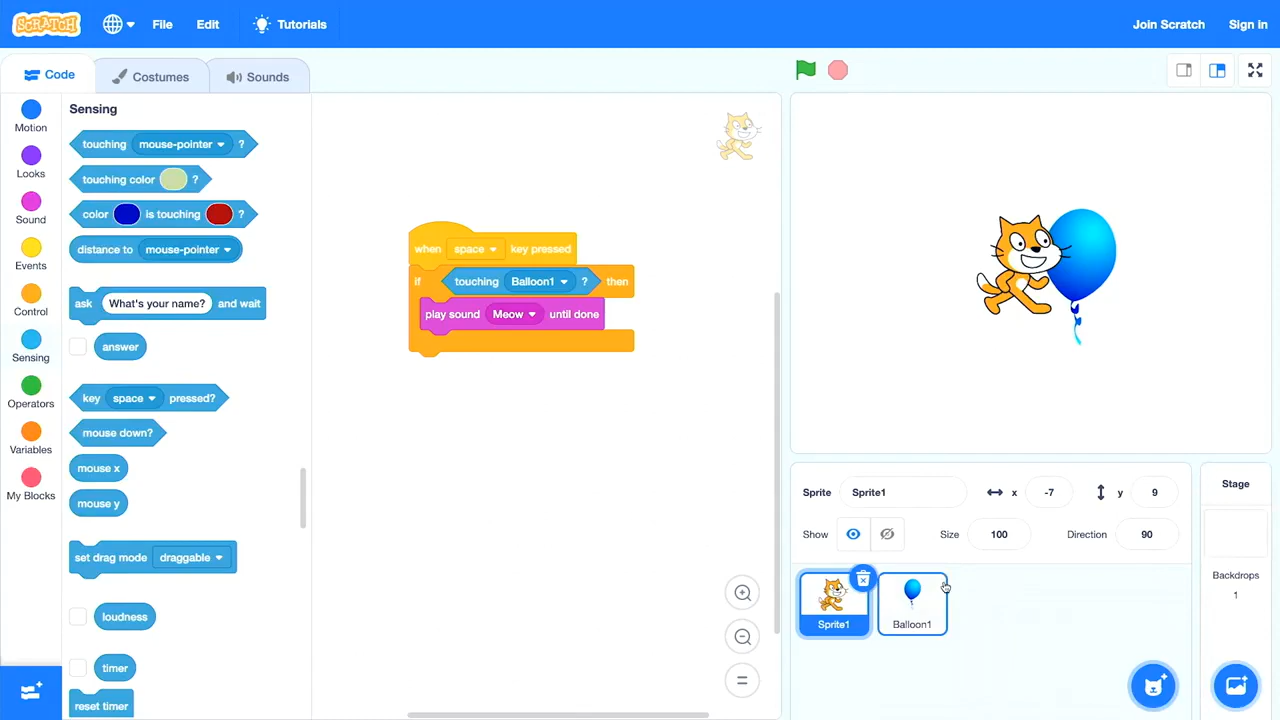 SCRATCH File Edit Tutorials Join Scratch Sign in
Code Costumes Sounds
Motion
Looks
Sound
Events
Control
Sensing
Operators
Variables
My Blocks
Sensing
touching mouse-pointer ?
touching color ?
color is touching ?
distance to mouse-pointer
ask What's your name? and wait
answer
key space pressed?
mouse down?
mouse x
mouse y
set drag mode draggable
loudness
timer
reset timer
when space key pressed
if touching Balloon1 ? then
play sound Meow until done
Sprite Sprite1 x -7 y 9
Show Size 100 Direction 90
Sprite1
Balloon1
Stage
Backdrops
1